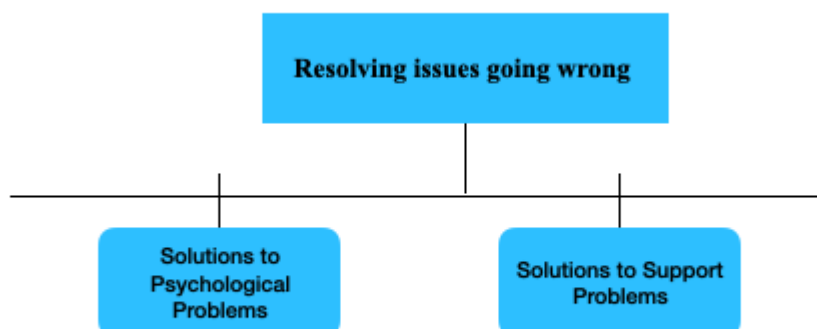 Resolving issues going wrong
Solutions to
Psychological
Problems
Solutions to Support
Problems